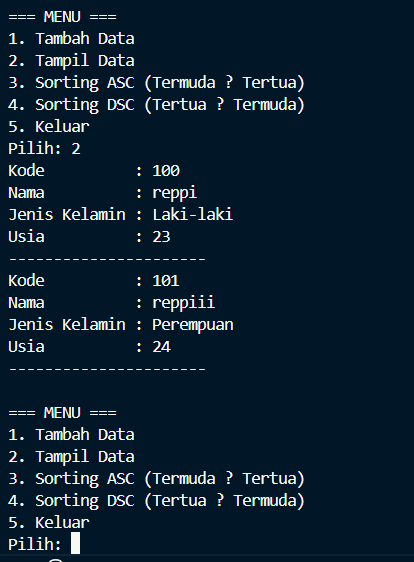 === MENU ===
1. Tambah Data
2. Tampil Data
3. Sorting ASC (Termuda ? Tertua)
4. Sorting DSC (Tertua ? Termuda)
5. Keluar
Pilih: 2
Kode          : 100
Nama          : reppi
Jenis Kelamin : Laki-laki
Usia          : 23
----------------------
Kode          : 101
Nama          : reppiii
Jenis Kelamin : Perempuan
Usia          : 24
----------------------
=== MENU ===
1. Tambah Data
2. Tampil Data
3. Sorting ASC (Termuda ? Tertua)
4. Sorting DSC (Tertua ? Termuda)
5. Keluar
Pilih: